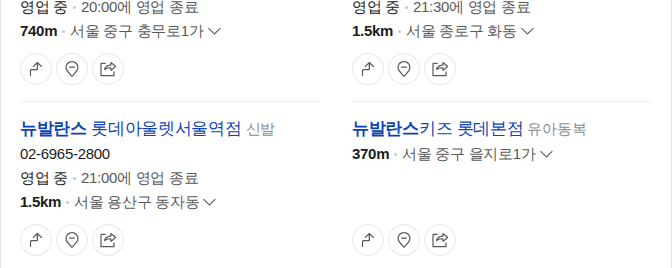 영업 중 · 20:00에 영업 종료
740m · 서울 중구 충무로1가
영업 중 · 21:30에 영업 종료
1.5km · 서울 종로구 화동
뉴발란스 롯데아울렛서울역점 신발
02-6965-2800
영업 중 · 21:00에 영업 종료
1.5km · 서울 용산구 동자동
뉴발란스키즈 롯데본점 유아동복
370m · 서울 중구 을지로1가